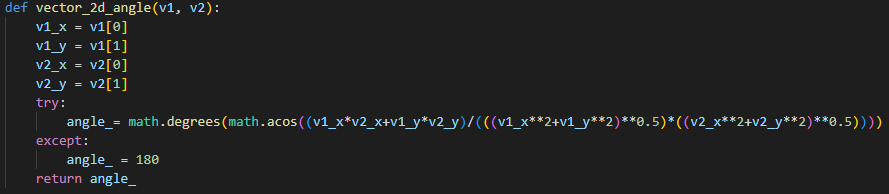 def vector_2d_angle(v1, v2):
    v1_x = v1[0]
    v1_y = v1[1]
    v2_x = v2[0]
    v2_y = v2[1]
    try:
        angle_= math.degrees(math.acos((v1_x*v2_x+v1_y*v2_y)/(((v1_x**2+v1_y**2)**0.5)*((v2_x**2+v2_y**2)**0.5))))
    except:
        angle_ = 180
    return angle_